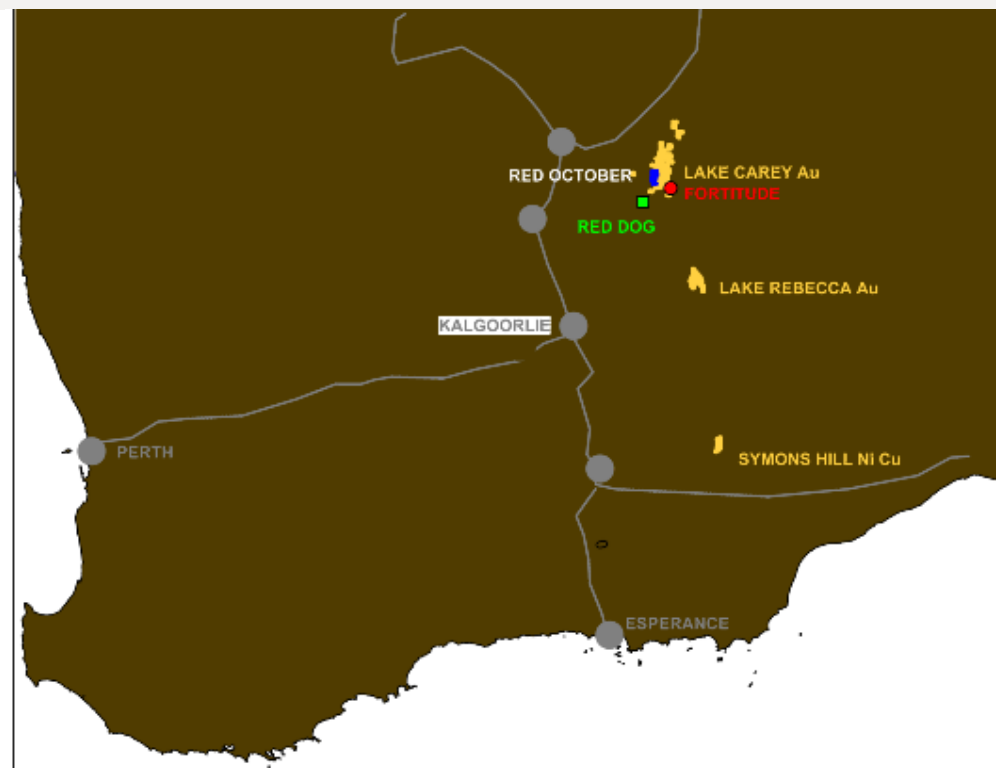 LAKE CAREY Au
RED OCTOBER
FORTITUDE
RED DOG
LAKE REBECCA Au
KALGOORLIE
PERTH
SYMONS HILL Ni Cu
ESPERANCE